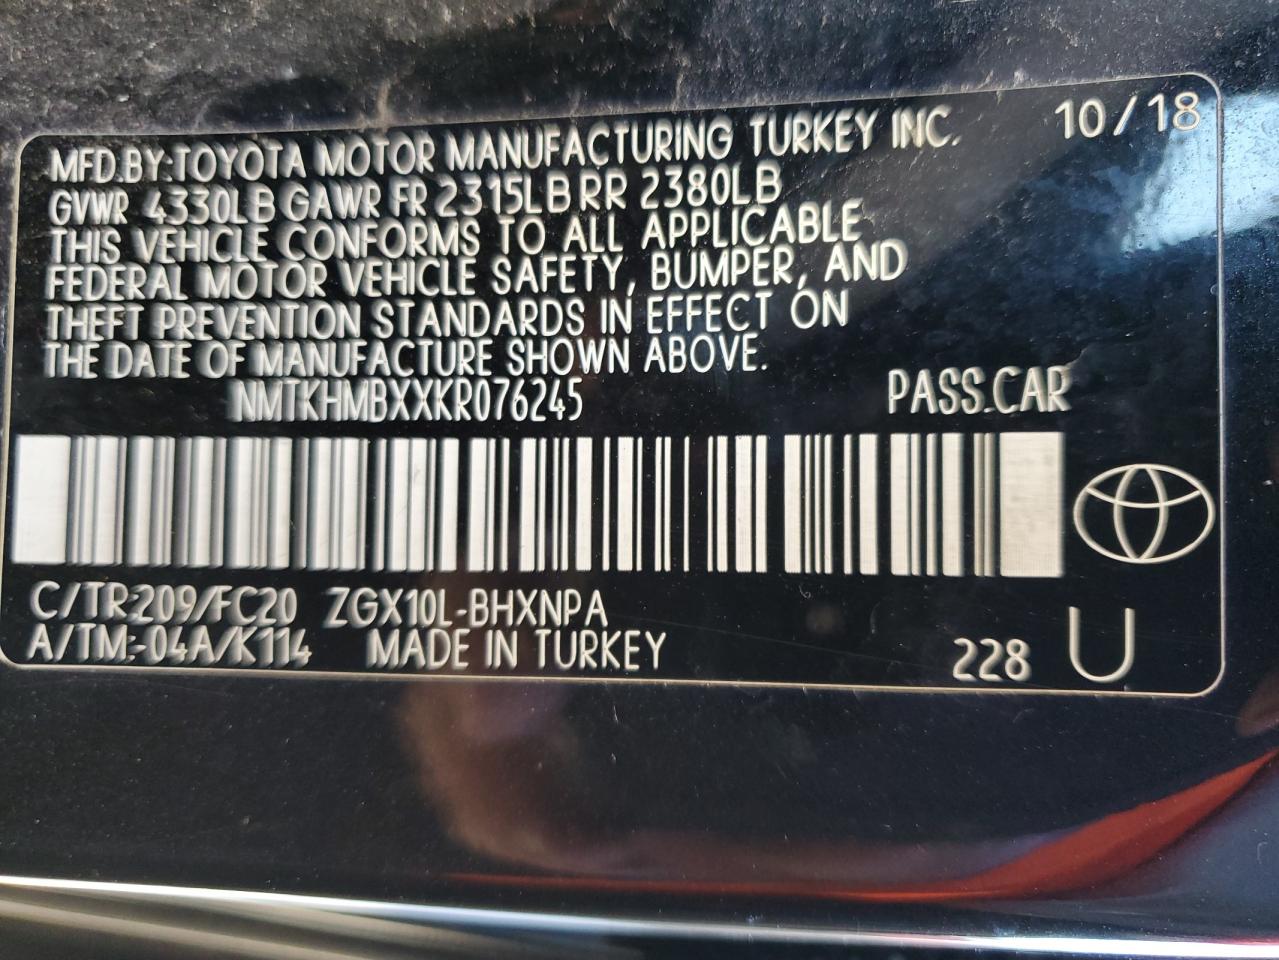 10/18
MFD.BY:TOYOTA MOTOR MANUFACTURING TURKEY INC.
GVWR 4330LB GAWR FR 2315LB RR 2380LB
THIS VEHICLE CONFORMS TO ALL APPLICABLE
FEDERAL MOTOR VEHICLE SAFETY, BUMPER, AND
THEFT PREVENTION STANDARDS IN EFFECT ON
THE DATE OF MANUFACTURE SHOWN ABOVE.
NMTKHMBXXKR076245 PASS.CAR
C/TR:209/FC20 ZGX10L-BHXNPA
A/TM:-04A/K114 MADE IN TURKEY
228 U